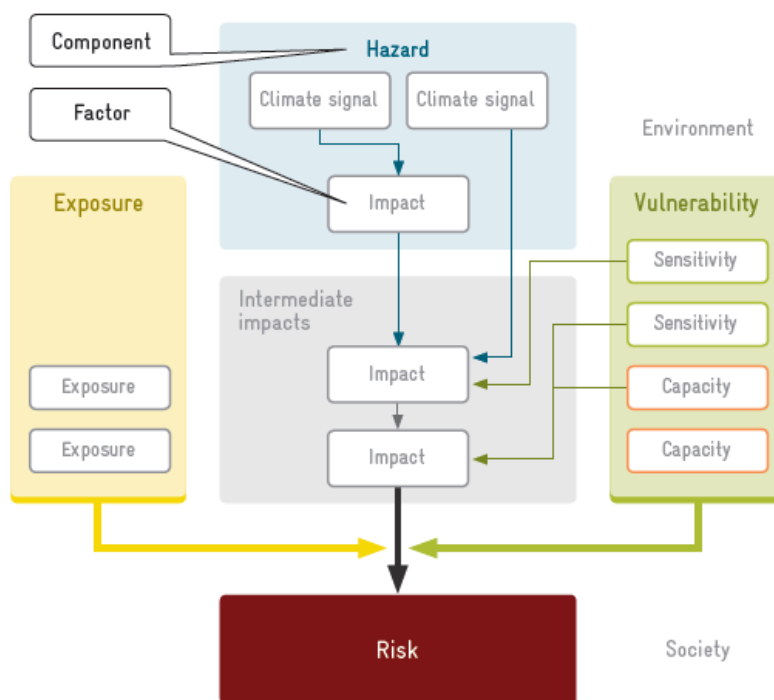 Component
Hazard
Climate signal
Climate signal
Factor
Environment
Impact
Exposure
Vulnerability
Sensitivity
Intermediate
impacts
Sensitivity
Impact
Exposure
Capacity
Exposure
Impact
Capacity
Risk
Society